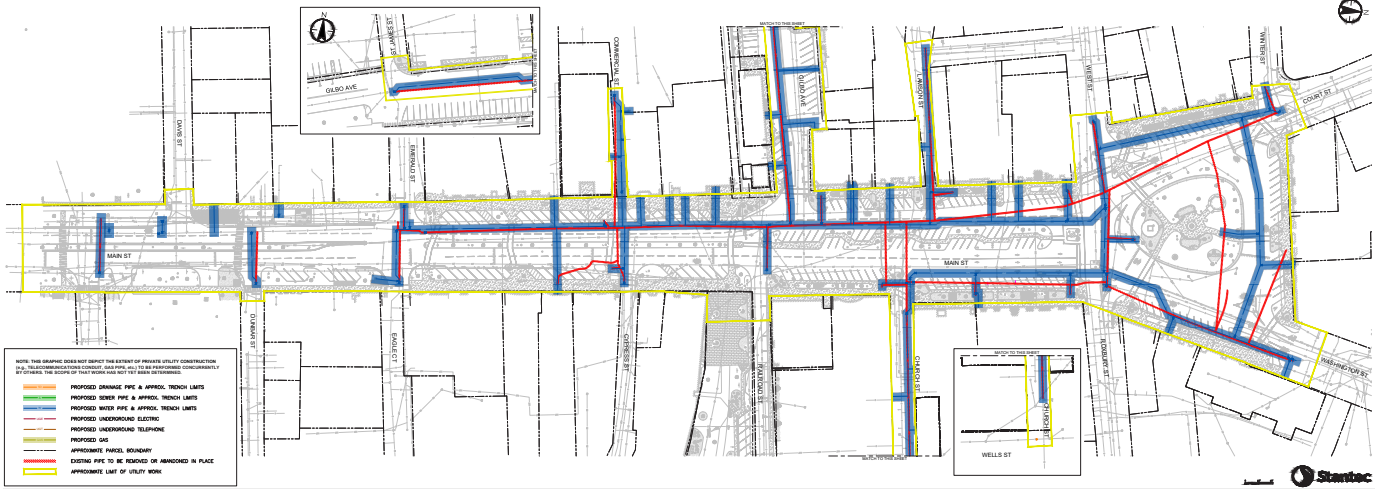 MATCH TO THIS SHEET
N
N
ST. JAMES ST.
GILBO AVE
COMMERCIAL ST
GILBO AVE
LAMSON ST
WEST ST
WINTER ST
COURT ST
DAVIS ST
EMERALD ST
MAIN ST
MAIN ST
DUNBAR ST
EAGLE CT
CYPRESS ST
RAILROAD ST
CHURCH ST
ROXBURY ST
WASHINGTON ST
MATCH TO THIS SHEET
CHURCH ST
WELLS ST
MATCH TO THIS SHEET
NOTE: THIS GRAPHIC DOES NOT DEPICT THE EXTENT OF PRIVATE UTILITY CONSTRUCTION
(e.g., TELECOMMUNICATIONS CONDUIT, GAS PIPE, etc.) TO BE PERFORMED CONCURRENTLY
BY OTHERS. THE SCOPE OF THAT WORK HAS NOT YET BEEN DETERMINED.
PROPOSED DRAINAGE PIPE & APPROX. TRENCH LIMITS
PROPOSED SEWER PIPE & APPROX. TRENCH LIMITS
PROPOSED WATER PIPE & APPROX. TRENCH LIMITS
PROPOSED UNDERGROUND ELECTRIC
PROPOSED UNDERGROUND TELEPHONE
PROPOSED GAS
APPROXIMATE PARCEL BOUNDARY
EXISTING PIPE TO BE REMOVED OR ABANDONED IN PLACE
APPROXIMATE LIMIT OF UTILITY WORK
Stantec